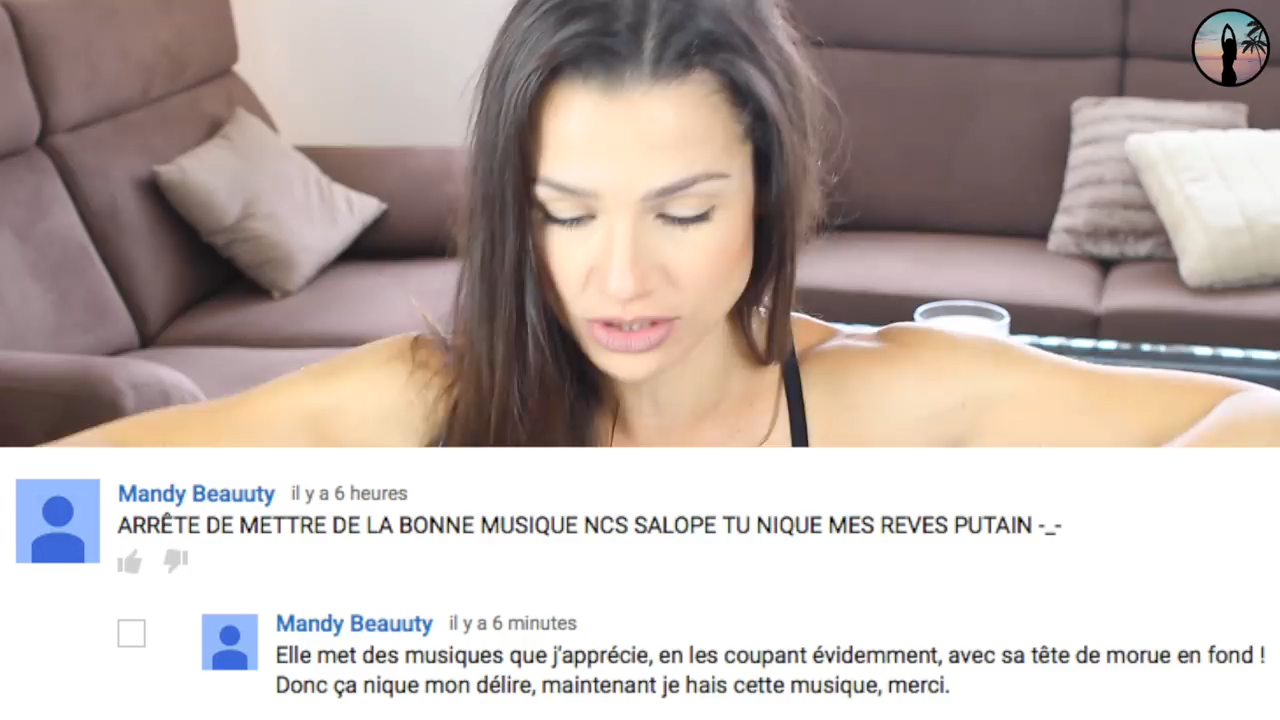 Mandy Beauuty il y a 6 heures
ARRÊTE DE METTRE DE LA BONNE MUSIQUE NCS SALOPE TU NIQUE MES REVES PUTAIN -_-
Mandy Beauuty il y a 6 minutes
Elle met des musiques que j'apprécie, en les coupant évidemment, avec sa tête de morue en fond !
Donc ça nique mon délire, maintenant je hais cette musique, merci.